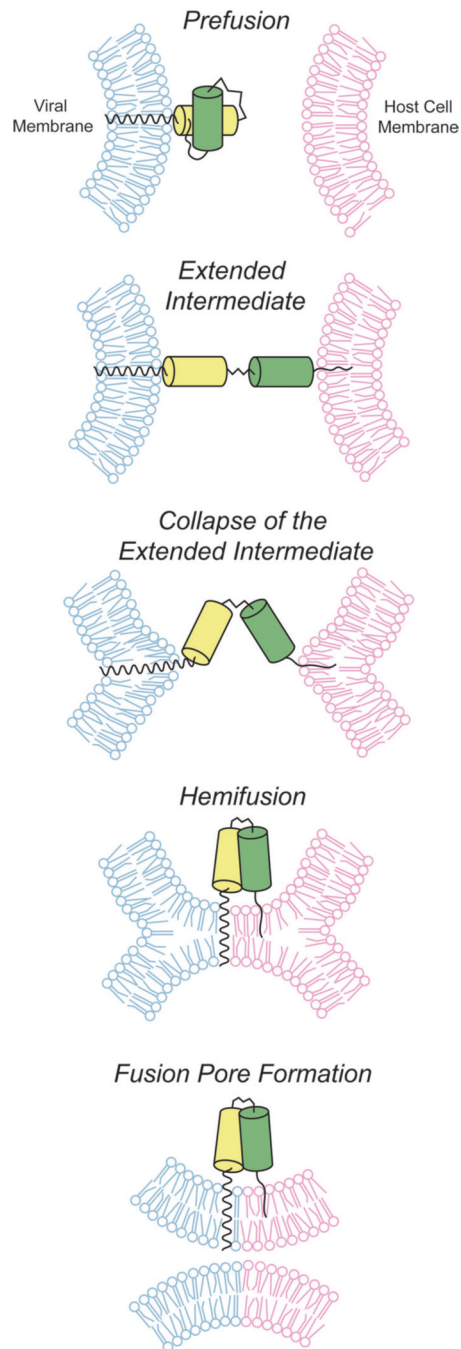 Prefusion
Viral
Membrane
Host Cell
Membrane
Extended
Intermediate
Collapse of the
Extended Intermediate
Hemifusion
Fusion Pore Formation